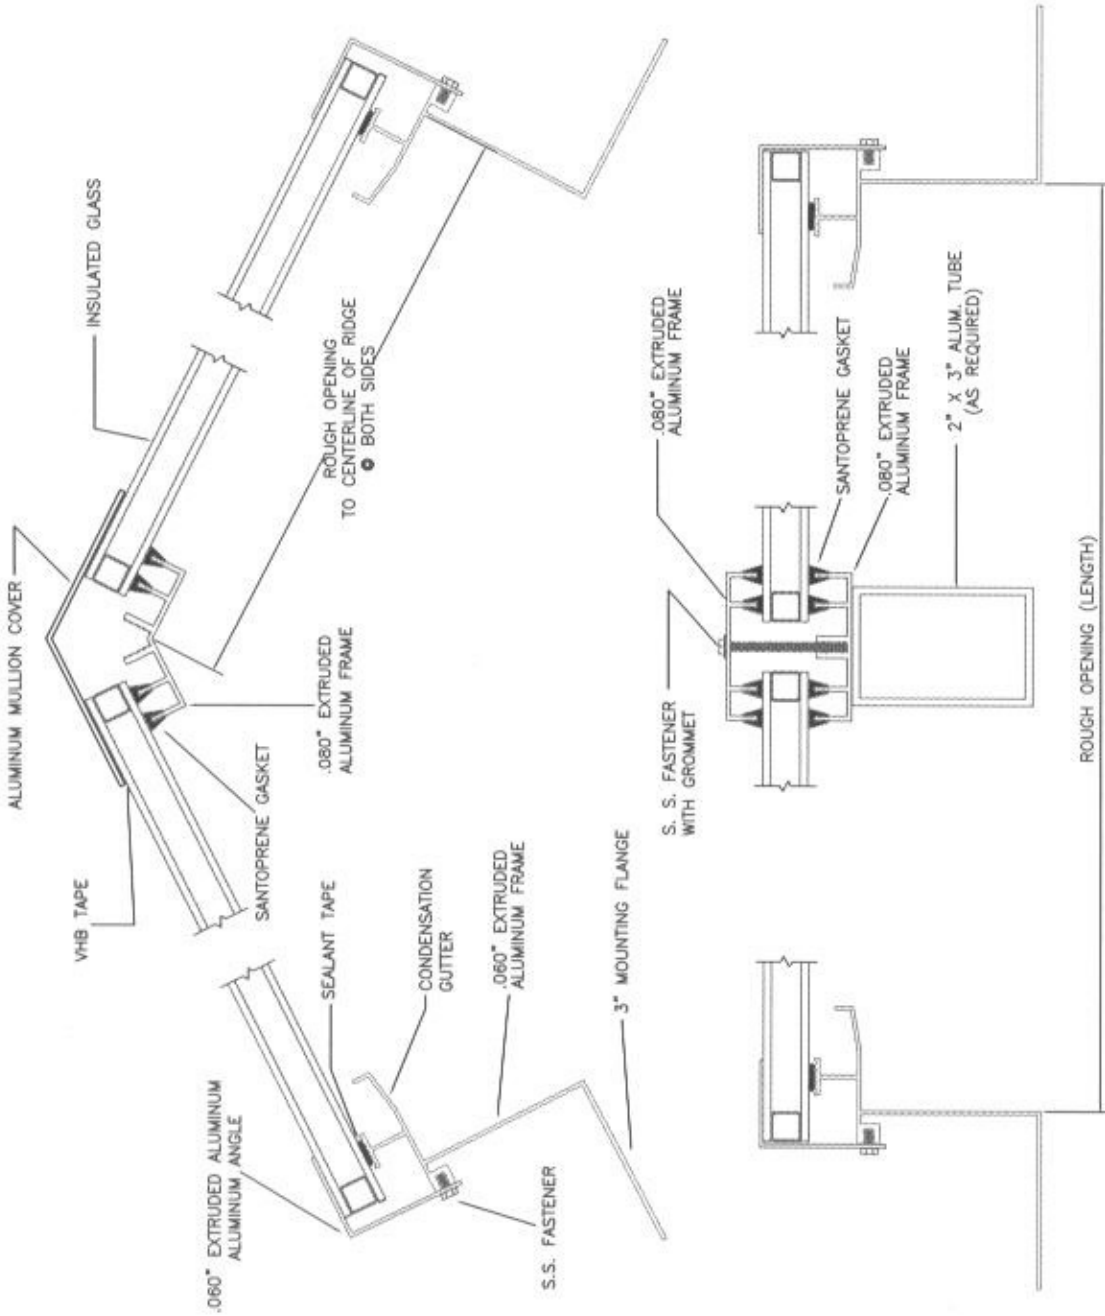 ALUMINUM MULLION COVER
INSULATED GLASS
VHB TAPE
.060" EXTRUDED ALUMINUM
ALUMINUM ANGLE
SANTOPRENE GASKET
.080" EXTRUDED
ALUMINUM FRAME
ROUGH OPENING
TO CENTERLINE OF RIDGE
@ BOTH SIDES
SEALANT TAPE
CONDENSATION
GUTTER
.060" EXTRUDED
ALUMINUM FRAME
S.S. FASTENER
3" MOUNTING FLANGE
S. S. FASTENER
WITH GROMMET
.080" EXTRUDED
ALUMINUM FRAME
SANTOPRENE GASKET
.080" EXTRUDED
ALUMINUM FRAME
2" X 3" ALUM. TUBE
(AS REQUIRED)
ROUGH OPENING (LENGTH)